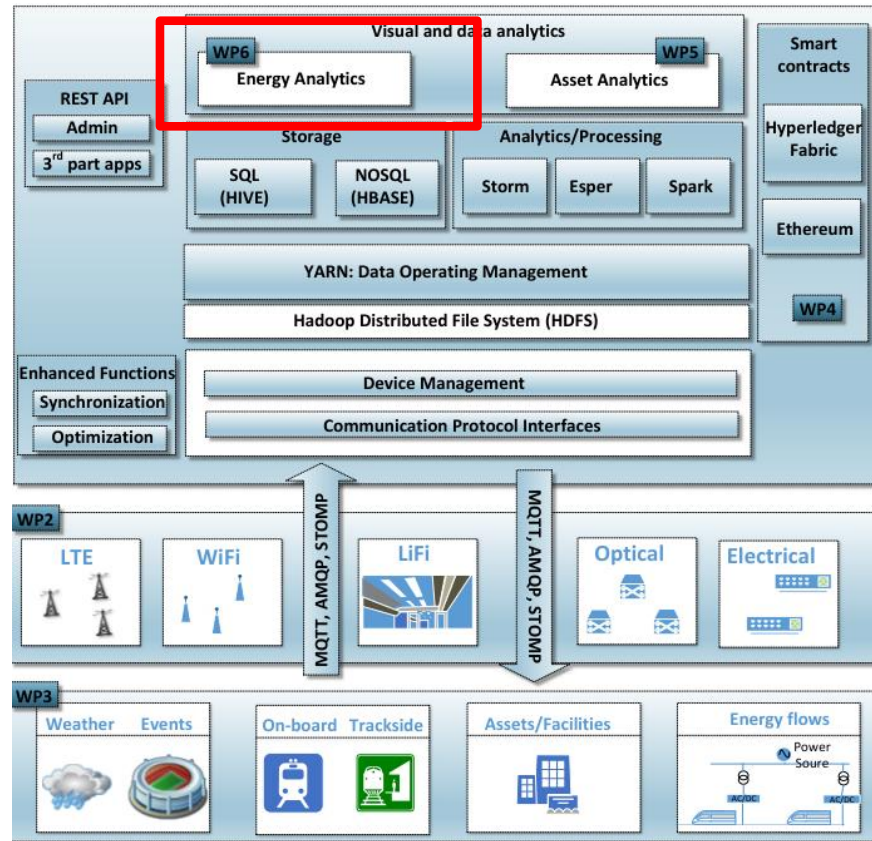 Visual and data analytics
WP6
Energy Analytics
WP5
Asset Analytics
Smart
contracts
Hyperledger
Fabric
Ethereum
WP4
REST API
Admin
3rd part apps
Storage
SQL
(HIVE)
NOSQL
(HBASE)
Analytics/Processing
Storm
Esper
Spark
YARN: Data Operating Management
Hadoop Distributed File System (HDFS)
Enhanced Functions
Synchronization
Optimization
Device Management
Communication Protocol Interfaces
MQTT, AMQP, STOMP
MQTT, AMQP, STOMP
WP2
LTE
WiFi
LiFi
Optical
Electrical
WP3
Weather
Events
On-board
Trackside
Assets/Facilities
Energy flows
Power
Soure
AC/DC
AC/DC